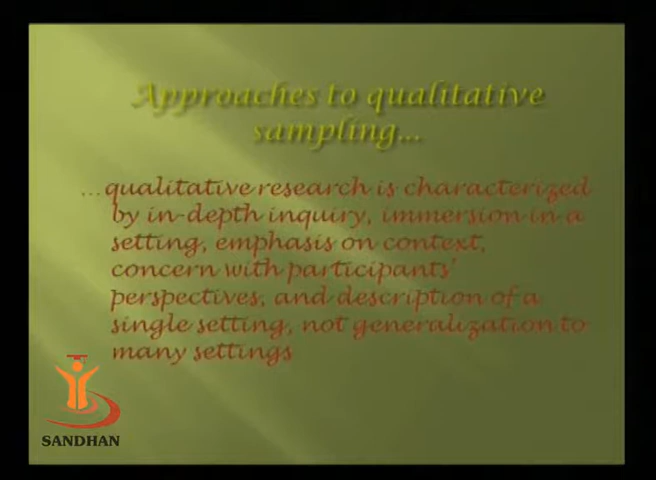 Approaches to qualitative
sampling...
...qualitative research is characterized
by in-depth inquiry, immersion in a
setting, emphasis on context,
concern with participants'
perspectives, and description of a
single setting, not generalization to
many settings
SANDHAN